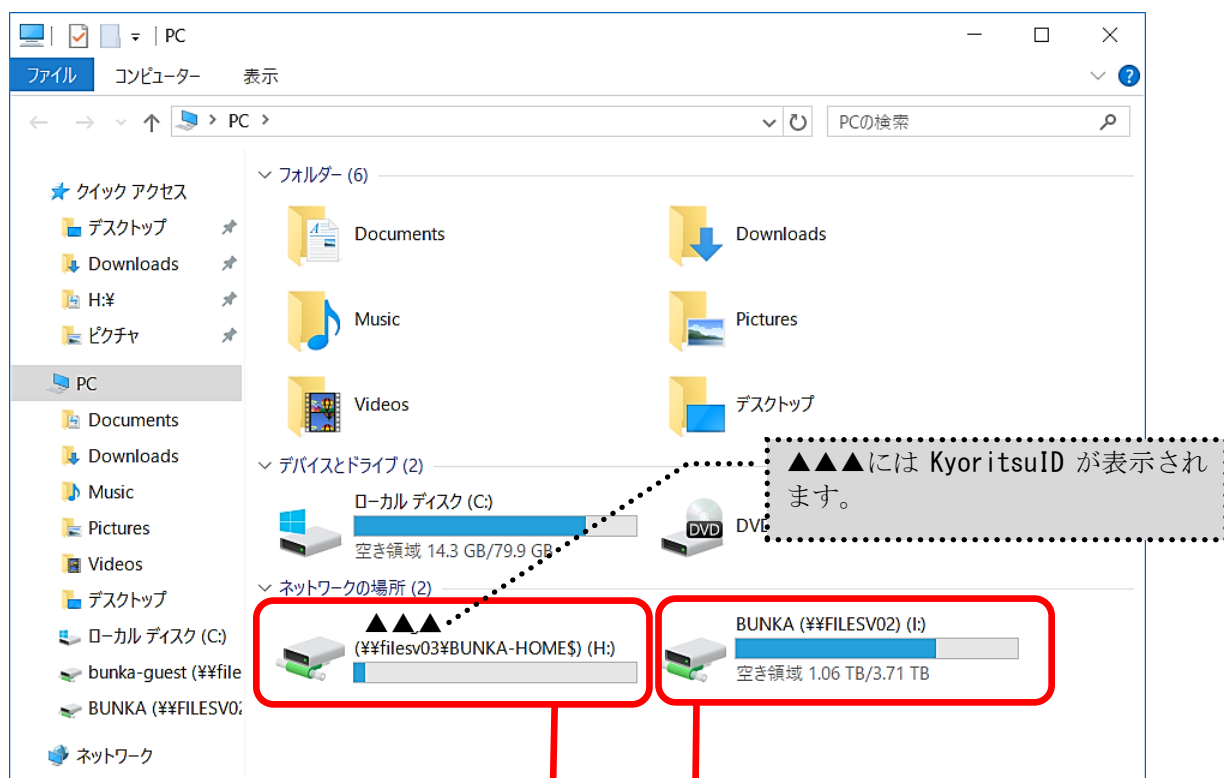 PC
ファイル コンピューター 表示
PC
PCの検索
クイック アクセス
デスクトップ
Downloads
H:¥
ピクチャ
PC
Documents
Downloads
Music
Pictures
Videos
デスクトップ
ローカル ディスク (C:)
bunka-guest (¥¥file
BUNKA (¥¥FILESV02
ネットワーク
フォルダー (6)
Documents
Downloads
Music
Pictures
Videos
デスクトップ
デバイスとドライブ (2)
ローカル ディスク (C:)
空き領域 14.3 GB/79.9 GB
DVD
DVD
▲▲▲には KyoritsuID が表示され
ます。
ネットワークの場所 (2)
▲▲▲
(¥¥filesv03¥BUNKA-HOME$) (H:)
BUNKA (¥¥FILESV02) (I:)
空き領域 1.06 TB/3.71 TB